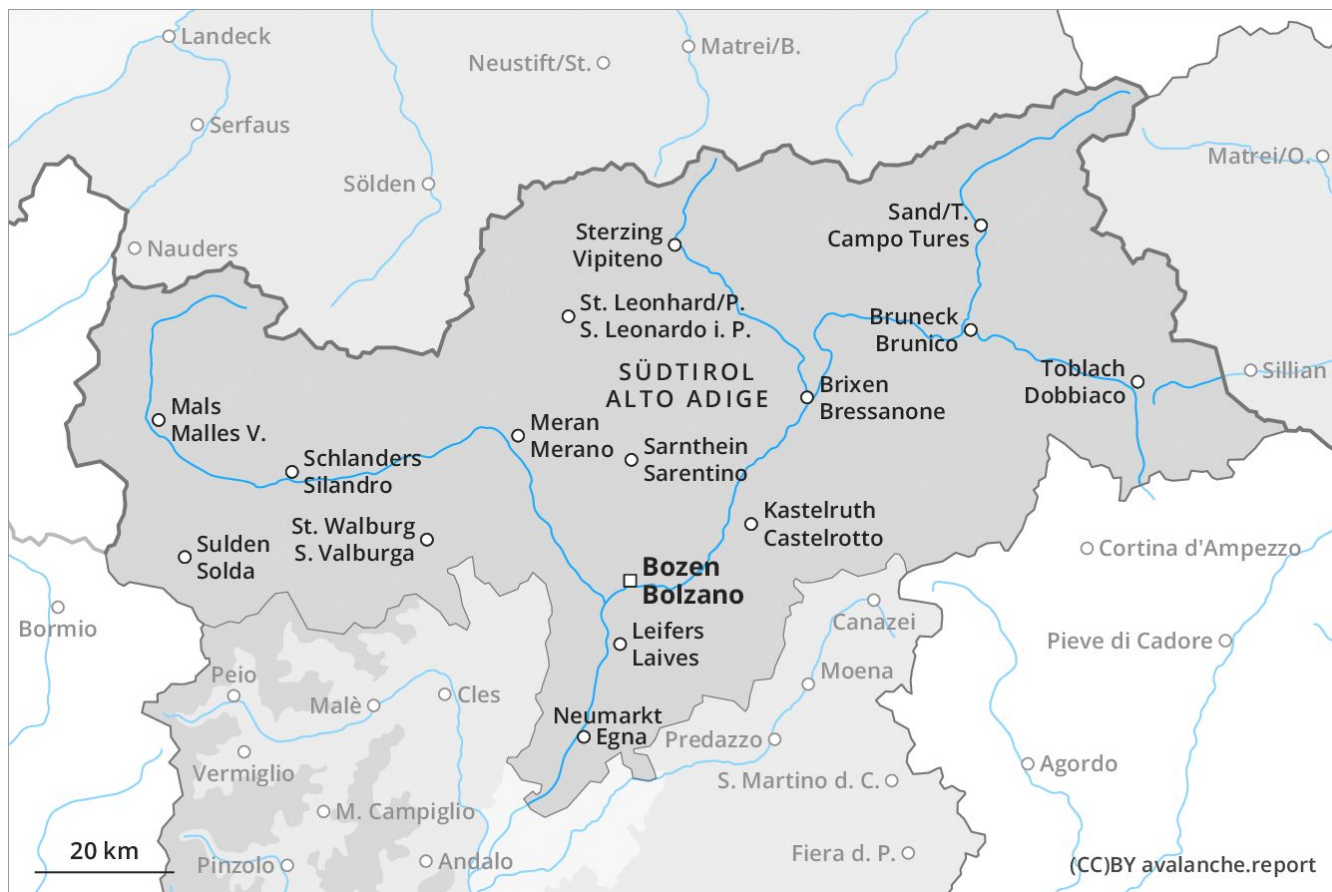 Landeck
Neustift/St.
Matrei/B.
Serfaus
Matrei/O.
Sölden
Nauders
Sand/T.
Campo Tures
Sterzing
Vipiteno
St. Leonhard/P.
S. Leonardo i. P.
Bruneck
Brunico
SÜDTIROL
ALTO ADIGE
Toblach
Dobbiaco
Sillian
Brixen
Bressanone
Mals
Malles V.
Meran
Merano
Sarnthein
Sarentino
Schlanders
Silandro
St. Walburg
S. Valburga
Kastelruth
Castelrotto
Sulden
Solda
Cortina d'Ampezzo
Bozen
Bolzano
Bormio
Leifers
Laives
Canazei
Pieve di Cadore
Peio
Malè
Cles
Moena
Neumarkt
Egna
Predazzo
Vermiglio
Agordo
S. Martino d. C.
M. Campiglio
20 km
Pinzolo
Andalo
Fiera d. P.
(CC)BY avalanche.report